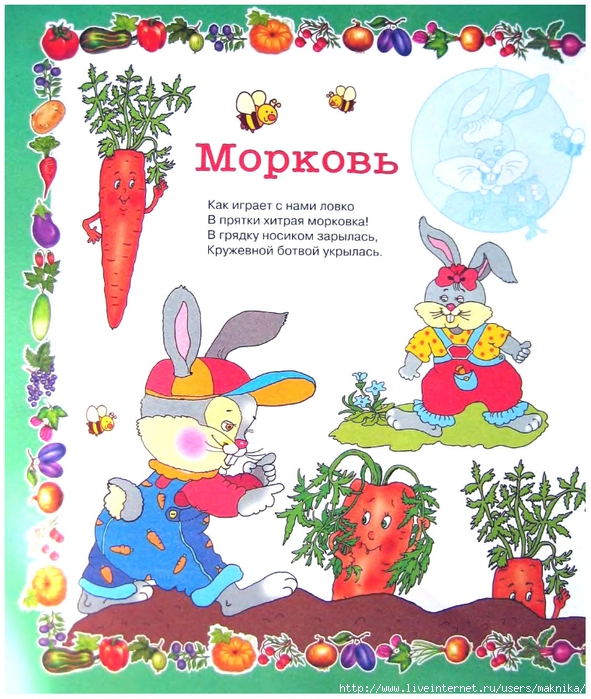 Морковь
Как играет с нами ловко
В прятки хитрая морковка!
В грядку носиком зарылась,
Кружевной ботвой укрылась.
http://www.liveinternet.ru/users/maknika/